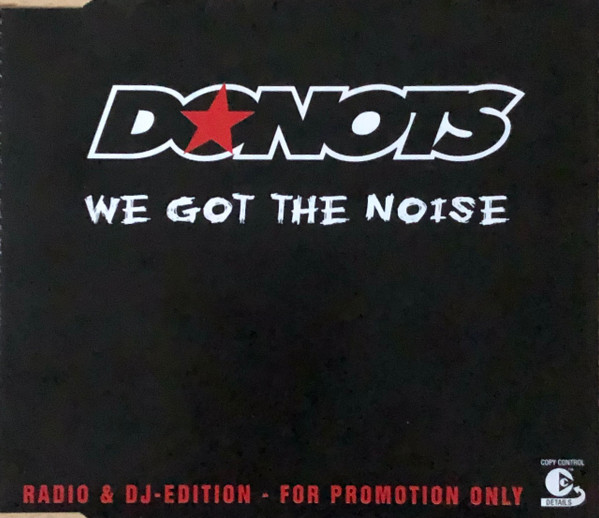 DONOTS
WE GOT THE NOISE
COPY CONTROL
DETAILS
RADIO & DJ-EDITION - FOR PROMOTION ONLY